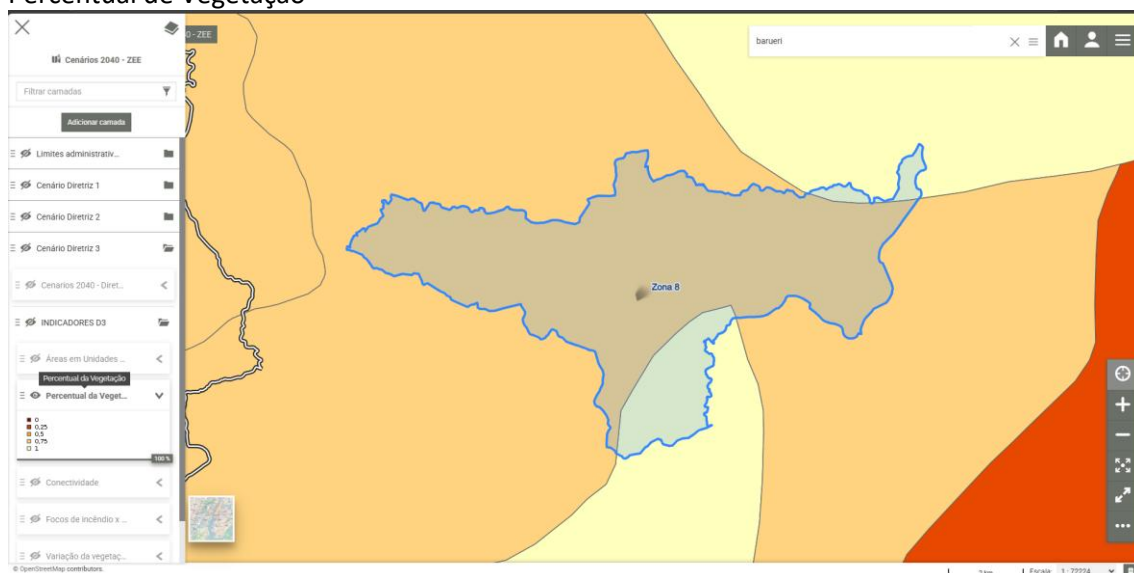 Percentual de Vegetação
0 - ZEE
Cenários 2040 - ZEE
Filtrar camadas
Adicionar camada
Limites administrativ...
Cenário Diretriz 1
Cenário Diretriz 2
Cenário Diretriz 3
Cenarios 2040 - Diret...
INDICADORES D3
Áreas em Unidades ...
Percentual da Vegetação
Percentual da Veget...
0
0,25
0,5
0,75
1
100 %
Conectividade
Focos de Incêndio x ...
Variação da vegetaç...
© OpenStreetMap contributors.
barueri
Zona 8
Escala 1 : 72224